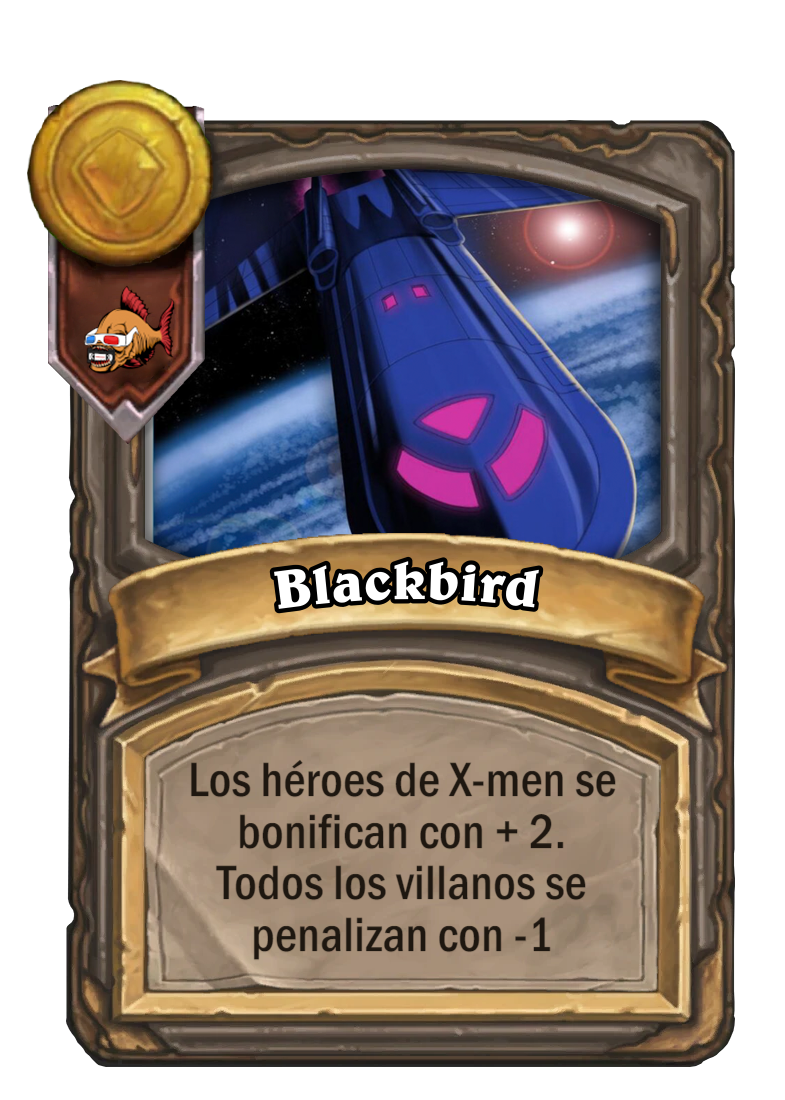 Blackbird
Los héroes de X-men se
bonifican con + 2.
Todos los villanos se
penalizan con -1